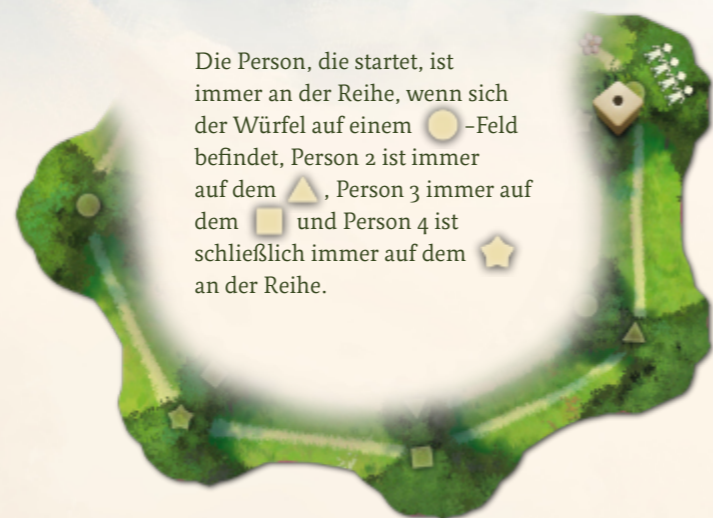 Die Person, die startet, ist
immer an der Reihe, wenn sich
der Würfel auf einem -Feld
befindet, Person 2 ist immer
auf dem , Person 3 immer auf
dem und Person 4 ist
schließlich immer auf dem
an der Reihe.